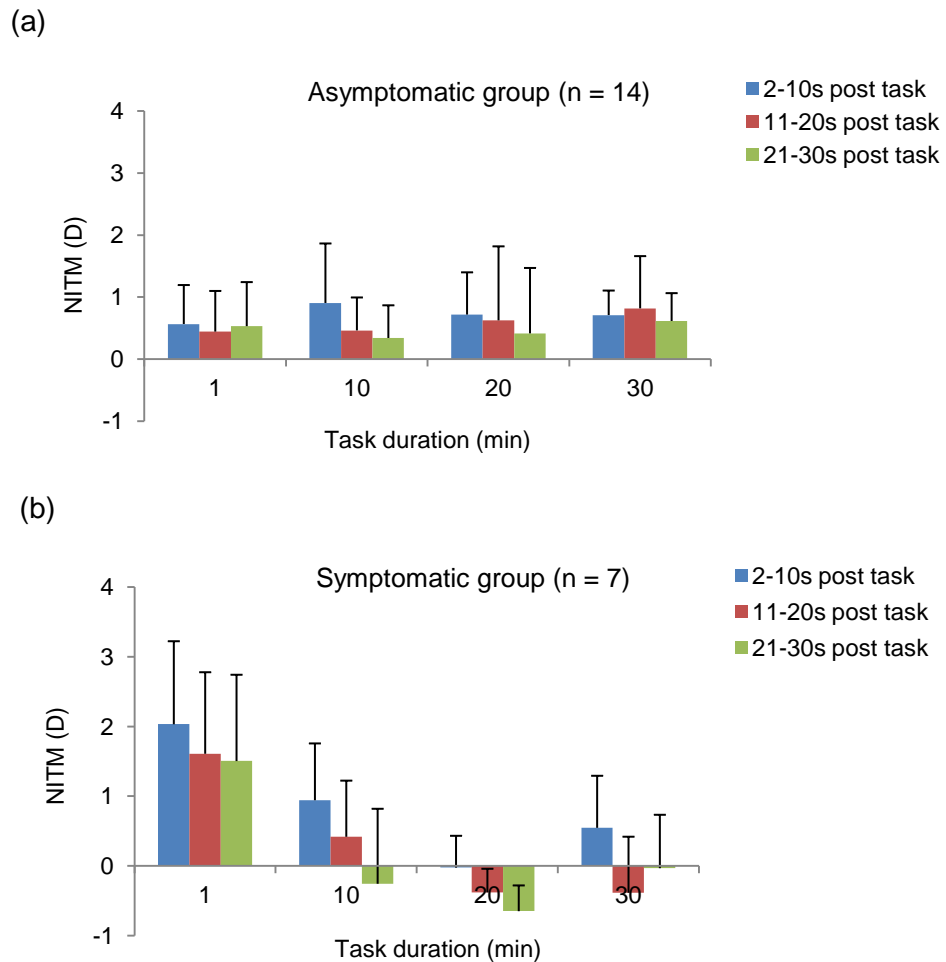 (a)
Asymptomatic group (n = 14)
2-10s post task
11-20s post task
21-30s post task
4
3
2
1
0
-1
NITM (D)
1 10 20 30
Task duration (min)
(b)
Symptomatic group (n = 7)
2-10s post task
11-20s post task
21-30s post task
4
3
2
1
0
-1
NITM (D)
1 10 20 30
Task duration (min)